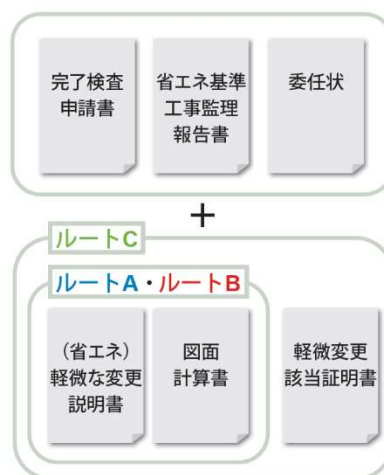 完了検査
申請書
省エネ基準
工事監理
報告書
委任状
+
ルートC
ルートA・ルートB
(省エネ)
軽微な変更
説明書
図面
計算書
軽微変更
該当証明書